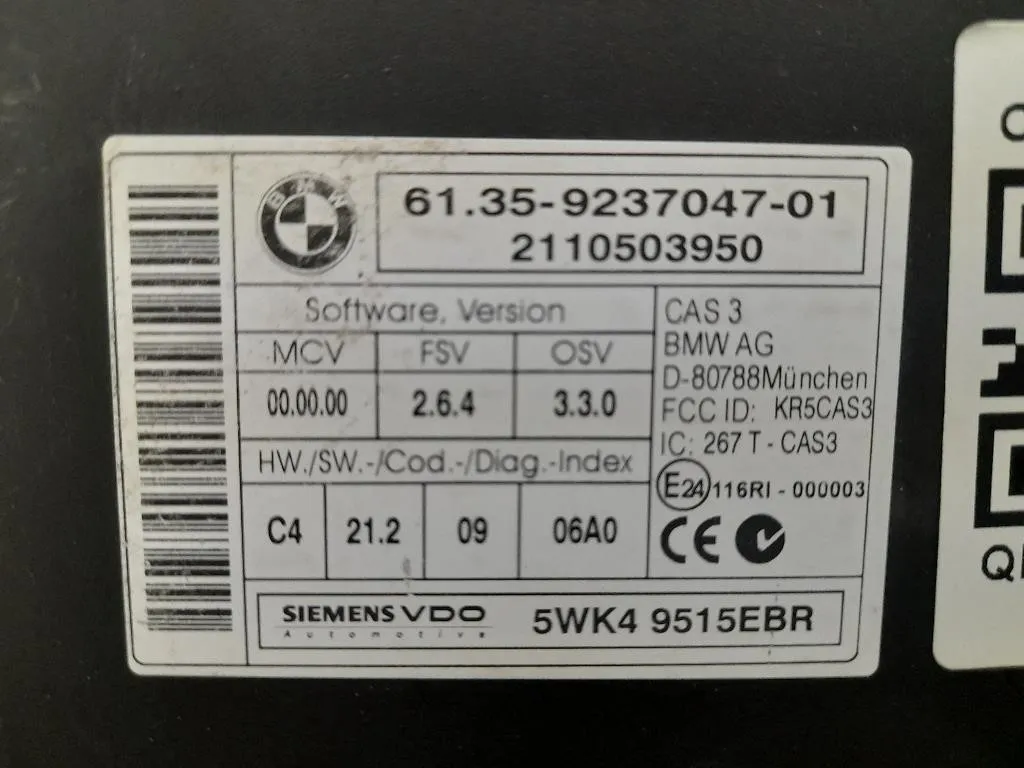 BMW
61.35-9237047-01
2110503950
Software, Version
MCV FSV OSV
00.00.00 2.6.4 3.3.0
HW./SW.-/Cod.-/Diag.-Index
C4 21.2 09 06A0
CAS 3
BMW AG
D-80788München
FCC ID: KR5CAS3
IC: 267 T - CAS3
E24 116RI - 000003
CE
SIEMENS VDO
Automotive
5WK4 9515EBR